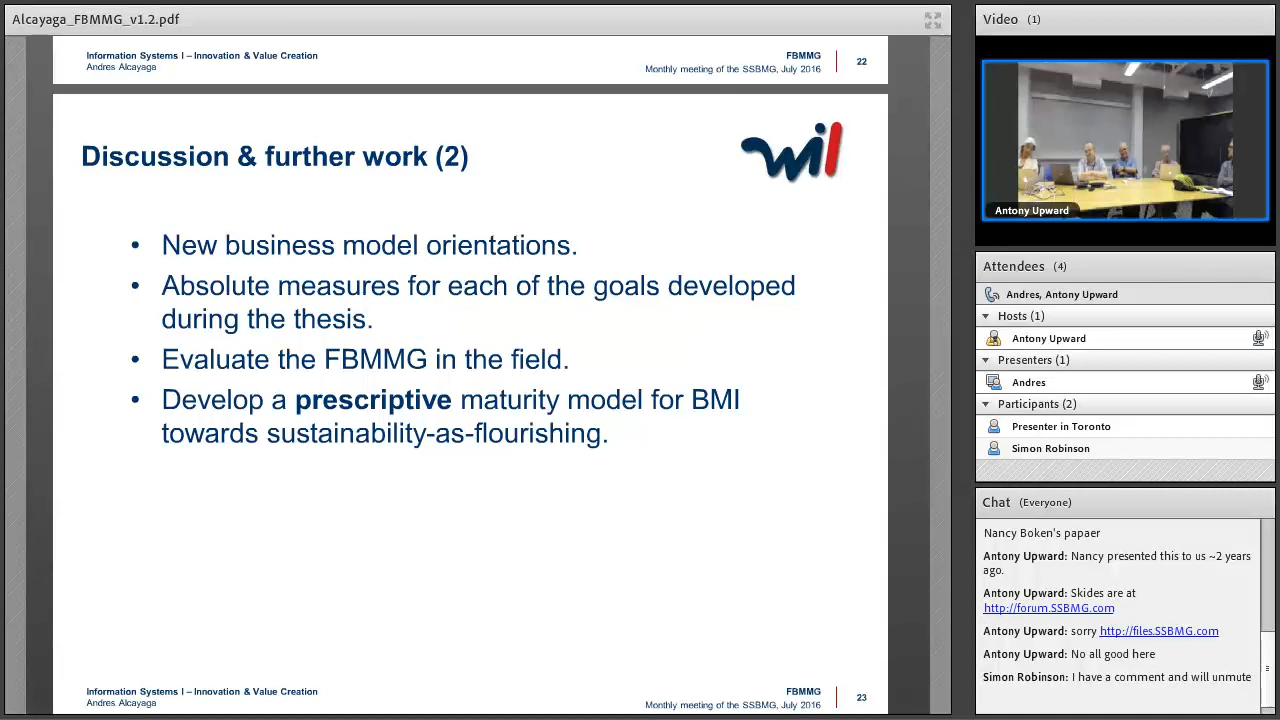 Alcayaga_FBMMG_v1.2.pdf
Information Systems I – Innovation & Value Creation
Andres Alcayaga
FBMMG
Monthly meeting of the SSBMG, July 2016
22
Discussion & further work (2)
wil
• New business model orientations.
• Absolute measures for each of the goals developed
during the thesis.
• Evaluate the FBMMG in the field.
• Develop a prescriptive maturity model for BMI
towards sustainability-as-flourishing.
Information Systems I – Innovation & Value Creation
Andres Alcayaga
FBMMG
Monthly meeting of the SSBMG, July 2016
23
Video (1)
Antony Upward
Attendees (4)
Andres, Antony Upward
Hosts (1)
Antony Upward
Presenters (1)
Andres
Participants (2)
Presenter in Toronto
Simon Robinson
Chat (Everyone)
Nancy Boken's papaer
Antony Upward: Nancy presented this to us ~2 years
ago.
Antony Upward: Skides are at
http://forum.SSBMG.com
Antony Upward: sorry http://files.SSBMG.com
Antony Upward: No all good here
Simon Robinson: I have a comment and will unmute